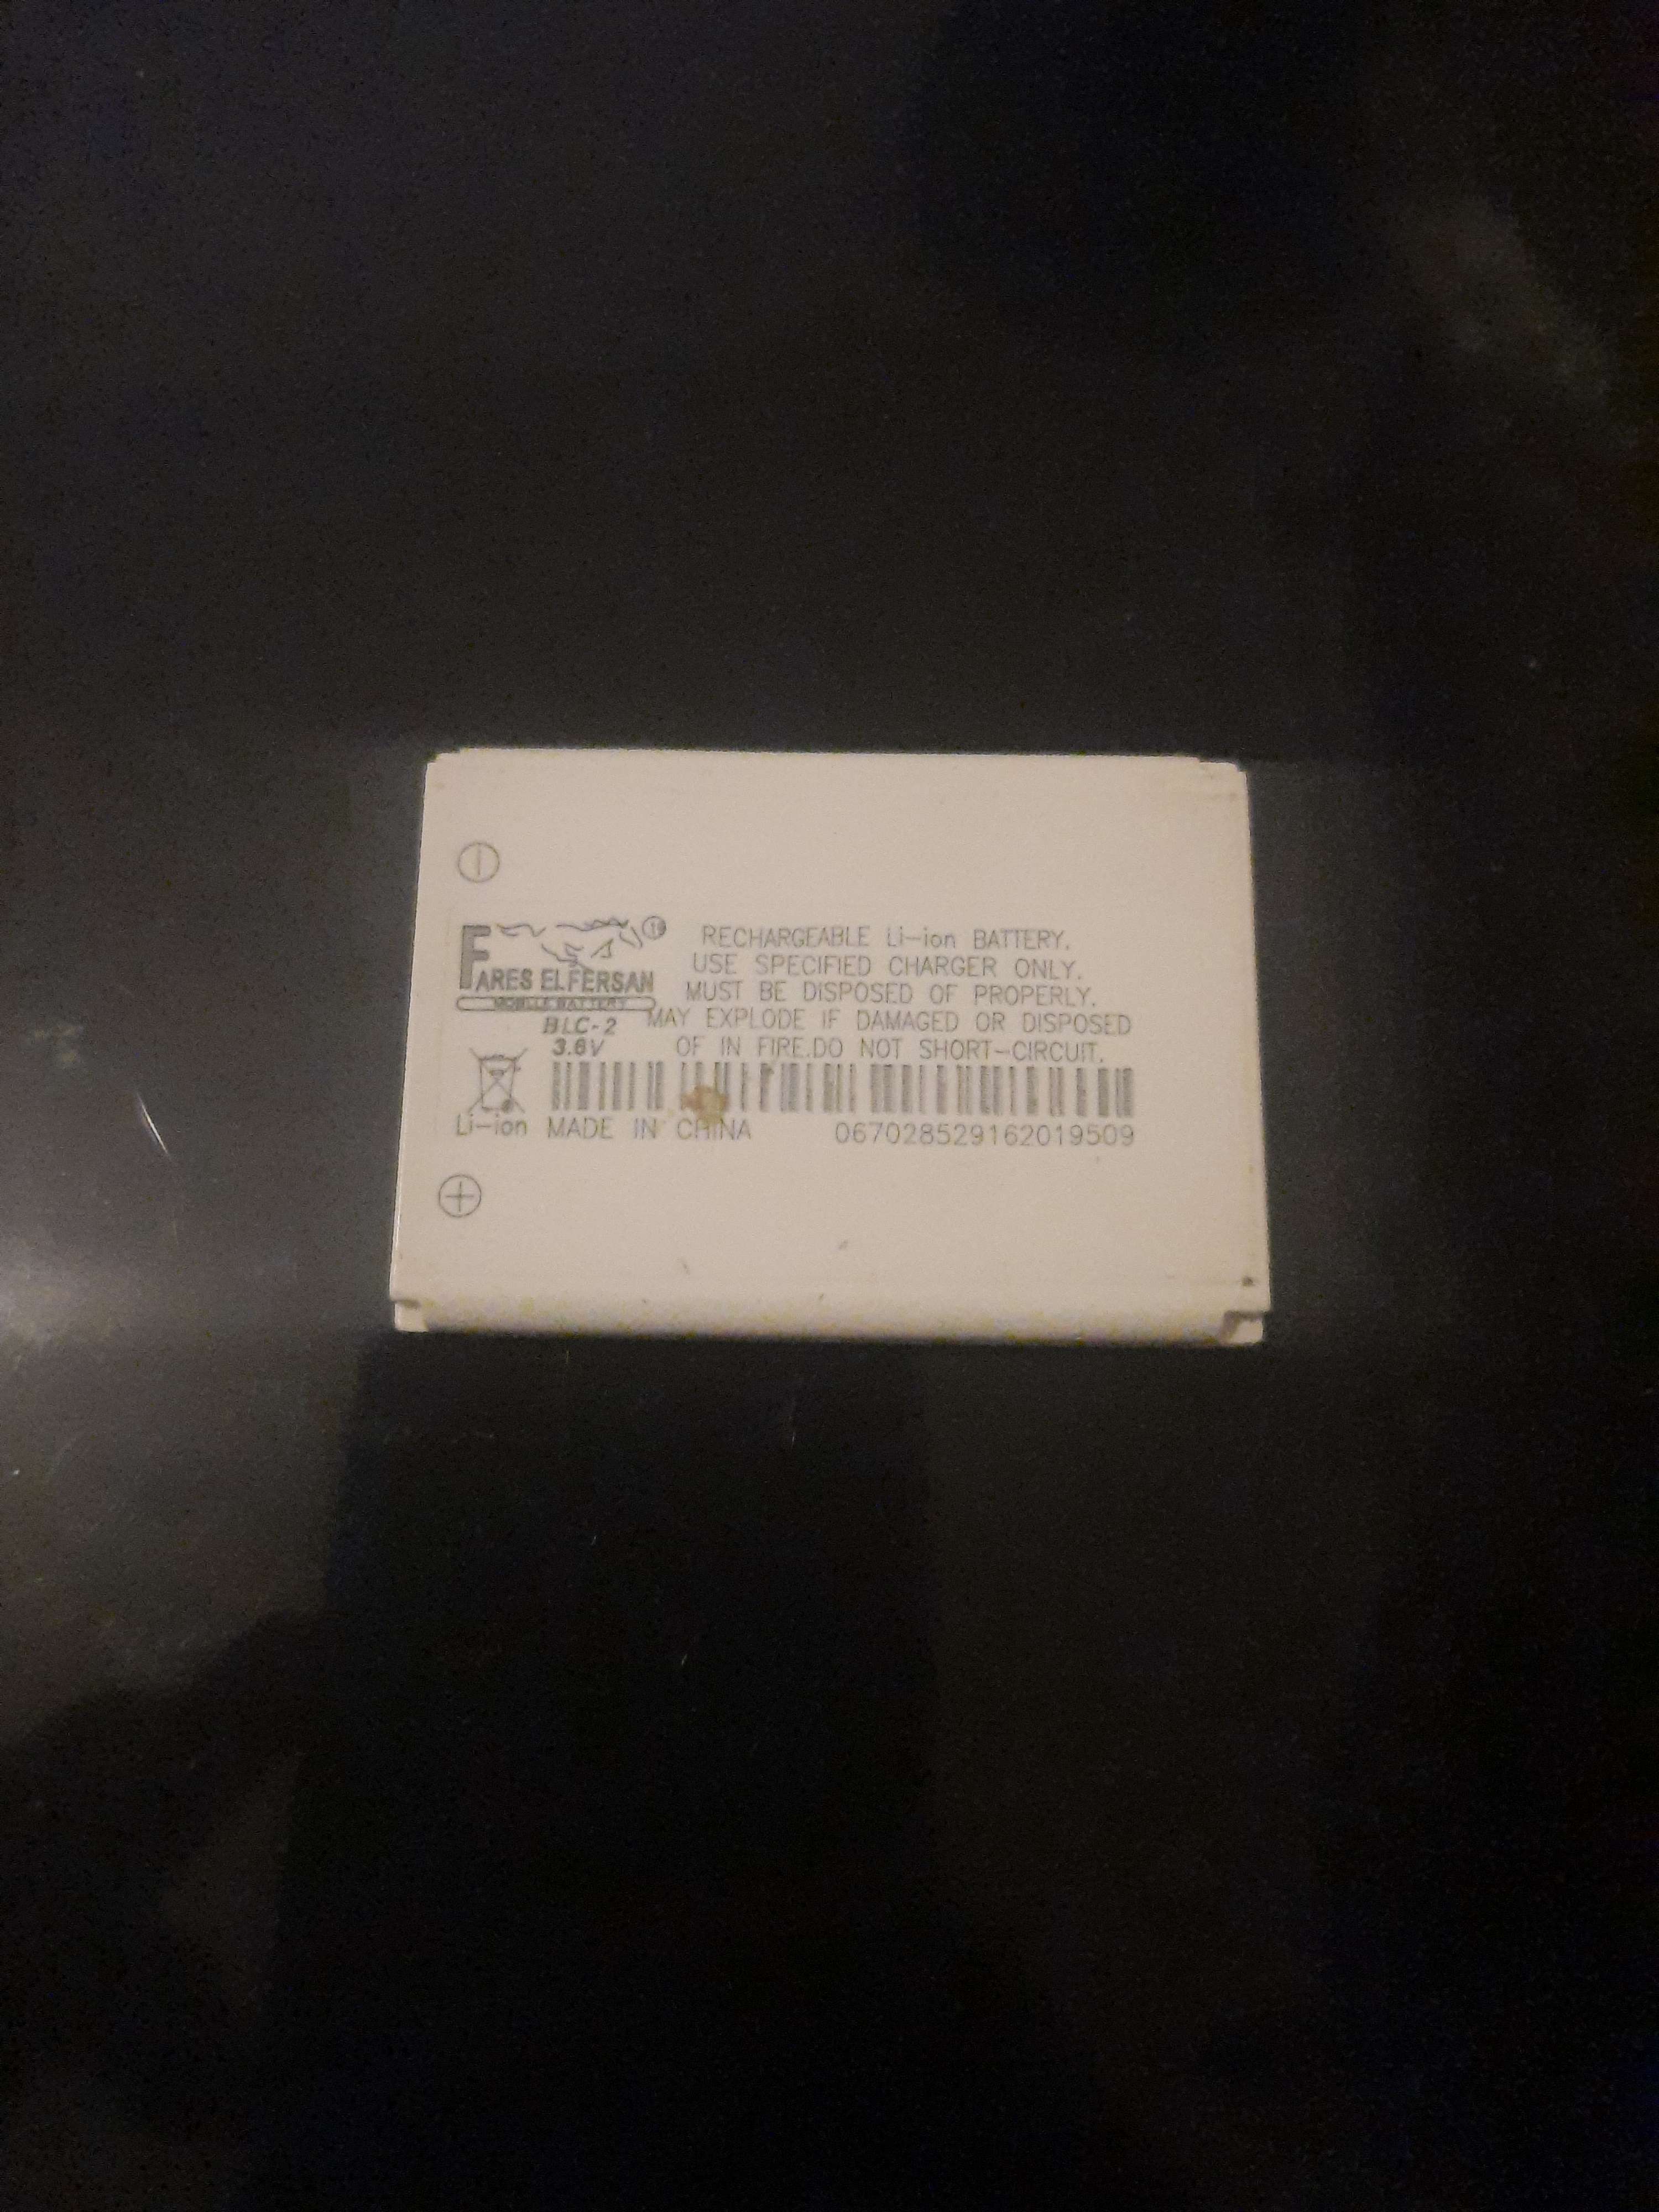 FARES ELFERSAN
MOBILE BATTERY
BLC-2
3.6V
RECHARGEABLE Li-ion BATTERY.
USE SPECIFIED CHARGER ONLY.
MUST BE DISPOSED OF PROPERLY.
MAY EXPLODE IF DAMAGED OR DISPOSED
OF IN FIRE.DO NOT SHORT-CIRCUIT.
Li-ion MADE IN CHINA 067028529162019509